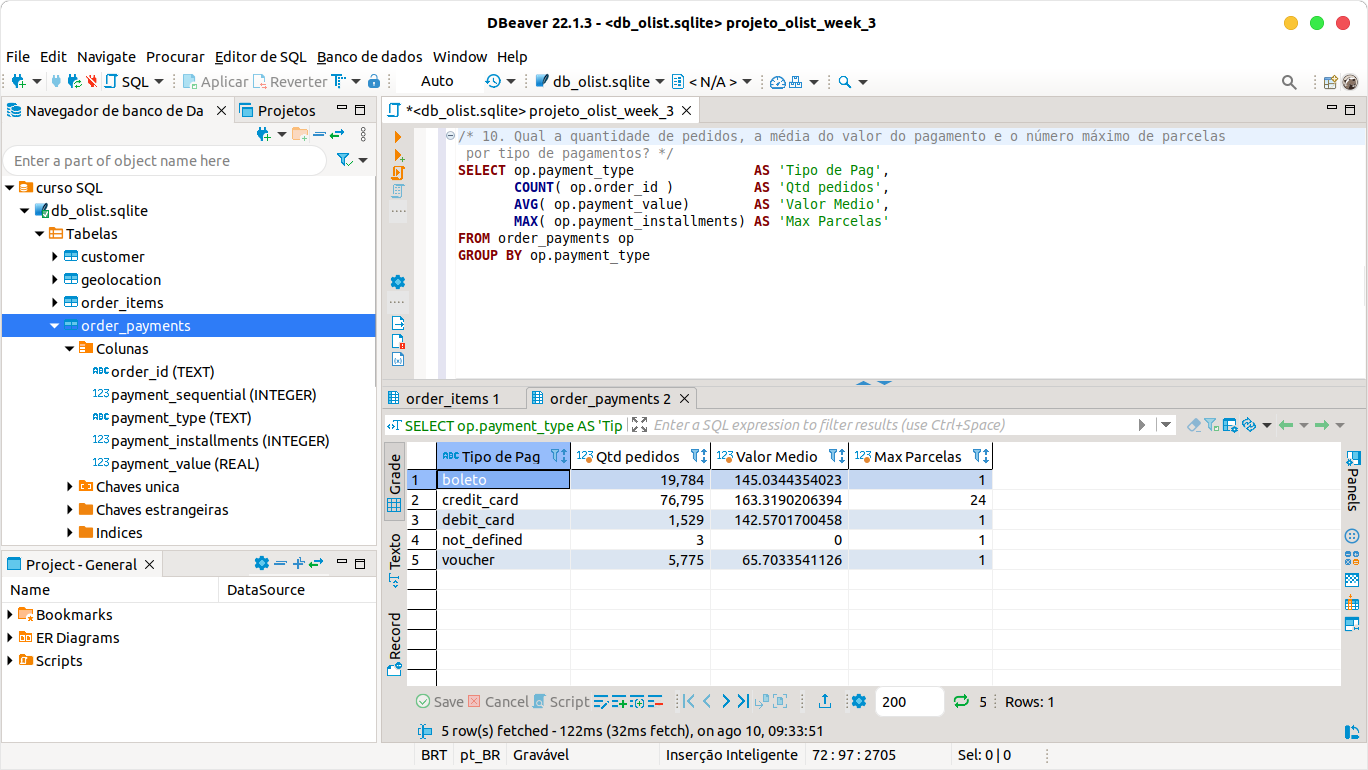 DBeaver 22.1.3 - <db_olist.sqlite> projeto_olist_week_3
File Edit Navigate Procurar Editor de SQL Banco de dados Window Help
SQL Aplicar Reverter Auto db_olist.sqlite < N/A >
Navegador de banco de Da Projetos
Enter a part of object name here
curso SQL
db_olist.sqlite
Tabelas
customer
geolocation
order_items
order_payments
Colunas
ABC order_id (TEXT)
123 payment_sequential (INTEGER)
ABC payment_type (TEXT)
123 payment_installments (INTEGER)
123 payment_value (REAL)
Chaves unica
Chaves estrangeiras
Indices
Project - General
Name DataSource
Bookmarks
ER Diagrams
Scripts
*<db_olist.sqlite> projeto_olist_week_3
/* 10. Qual a quantidade de pedidos, a média do valor do pagamento e o número máximo de parcelas
por tipo de pagamentos? */
SELECT op.payment_type AS 'Tipo de Pag',
COUNT( op.order_id ) AS 'Qtd pedidos',
AVG( op.payment_value) AS 'Valor Medio',
MAX( op.payment_installments) AS 'Max Parcelas'
FROM order_payments op
GROUP BY op.payment_type
order_items 1 order_payments 2
SELECT op.payment_type AS 'Tip Enter a SQL expression to filter results (use Ctrl+Space)
Grade
Texto
Record
ABC Tipo de Pag 123 Qtd pedidos 123 Valor Medio 123 Max Parcelas
1 boleto 19,784 145.0344354023 1
2 credit_card 76,795 163.3190206394 24
3 debit_card 1,529 142.5701700458 1
4 not_defined 3 0 1
5 voucher 5,775 65.7033541126 1
Panels
Save Cancel Script 200 5 Rows: 1
5 row(s) fetched - 122ms (32ms fetch), on ago 10, 09:33:51
BRT pt_BR Gravável Inserção Inteligente 72 : 97 : 2705 Sel: 0 | 0